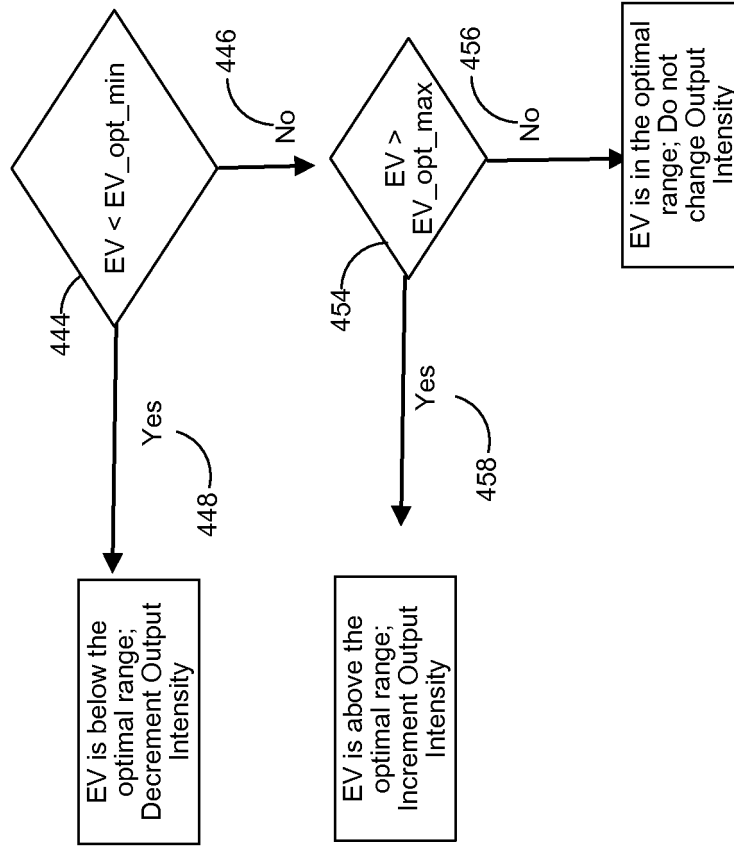 444
EV < EV_opt_min
446
No
Yes
448
EV is below the
optimal range;
Decrement Output
Intensity
454
EV >
EV_opt_max
456
No
Yes
458
EV is above the
optimal range;
Increment Output
Intensity
EV is in the optimal
range; Do not
change Output
Intensity